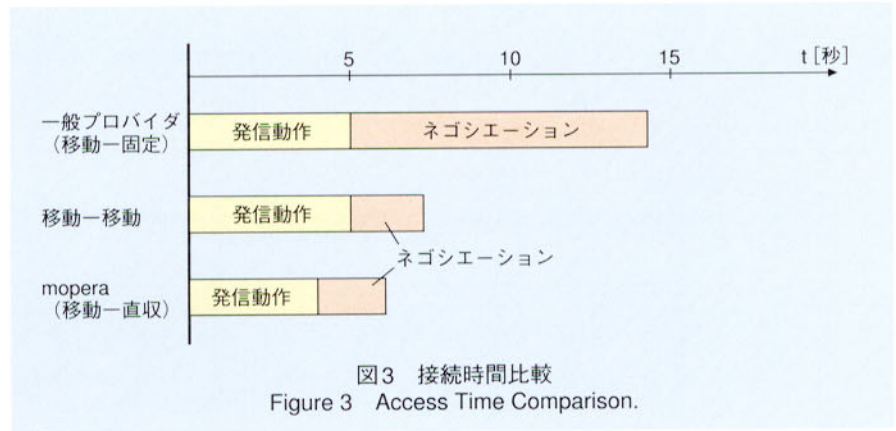 5 10 15 t [秒]
一般プロバイダ
(移動ー固定)
発信動作 ネゴシエーション
移動ー移動
発信動作
ネゴシエーション
mopera
(移動ー直収)
発信動作
図3 接続時間比較
Figure 3 Access Time Comparison.